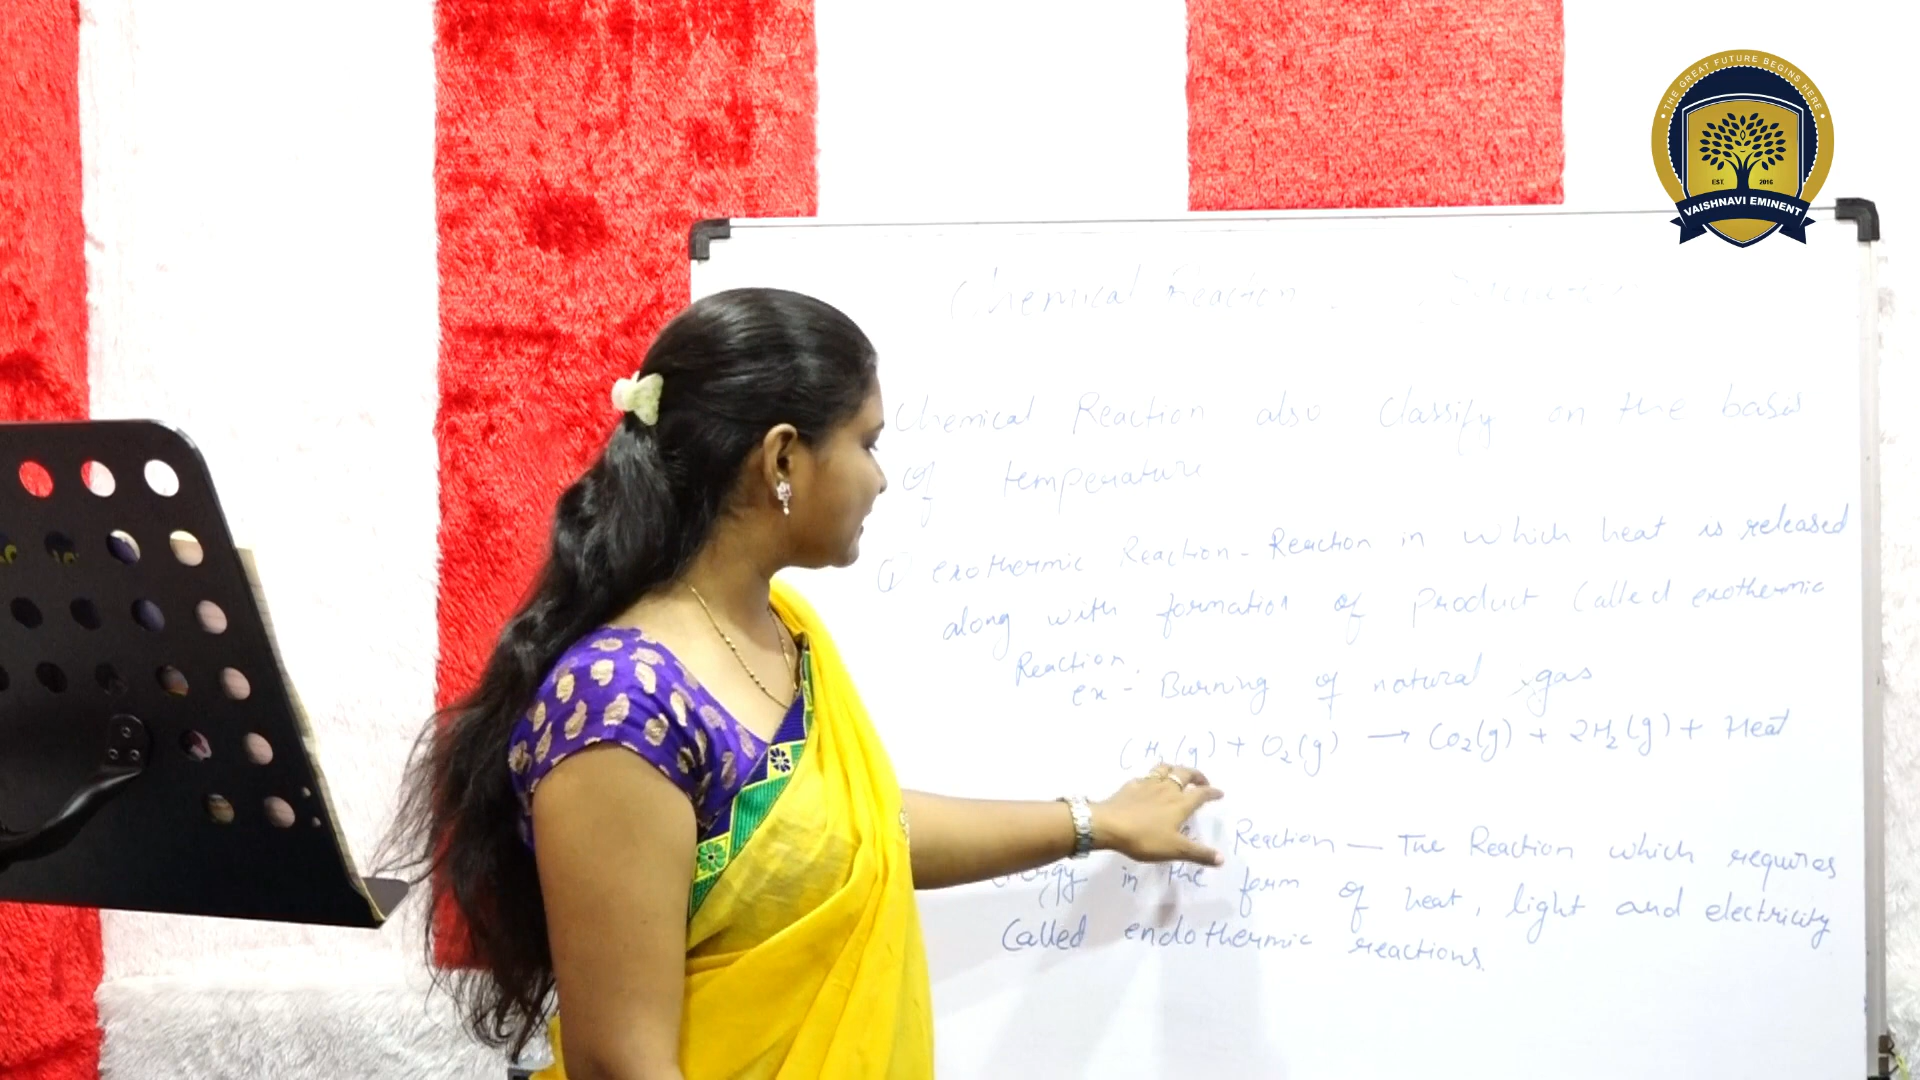 THE GREAT FUTURE BEGINS HERE
EST. 2016
VAISHNAVI EMINENT
Chemical Reaction
Chemical Reaction also Classify on the basis
of temperature
① exothermic Reaction - Reaction in which heat is released
along with formation of Product Called exothermic
Reaction.
ex - Burning of natural gas
(g) + O2(g) → CO2(g) + 2H2(g) + Heat
Reaction — The Reaction which requires
energy in the form of heat, light and electricity
Called endothermic reactions.